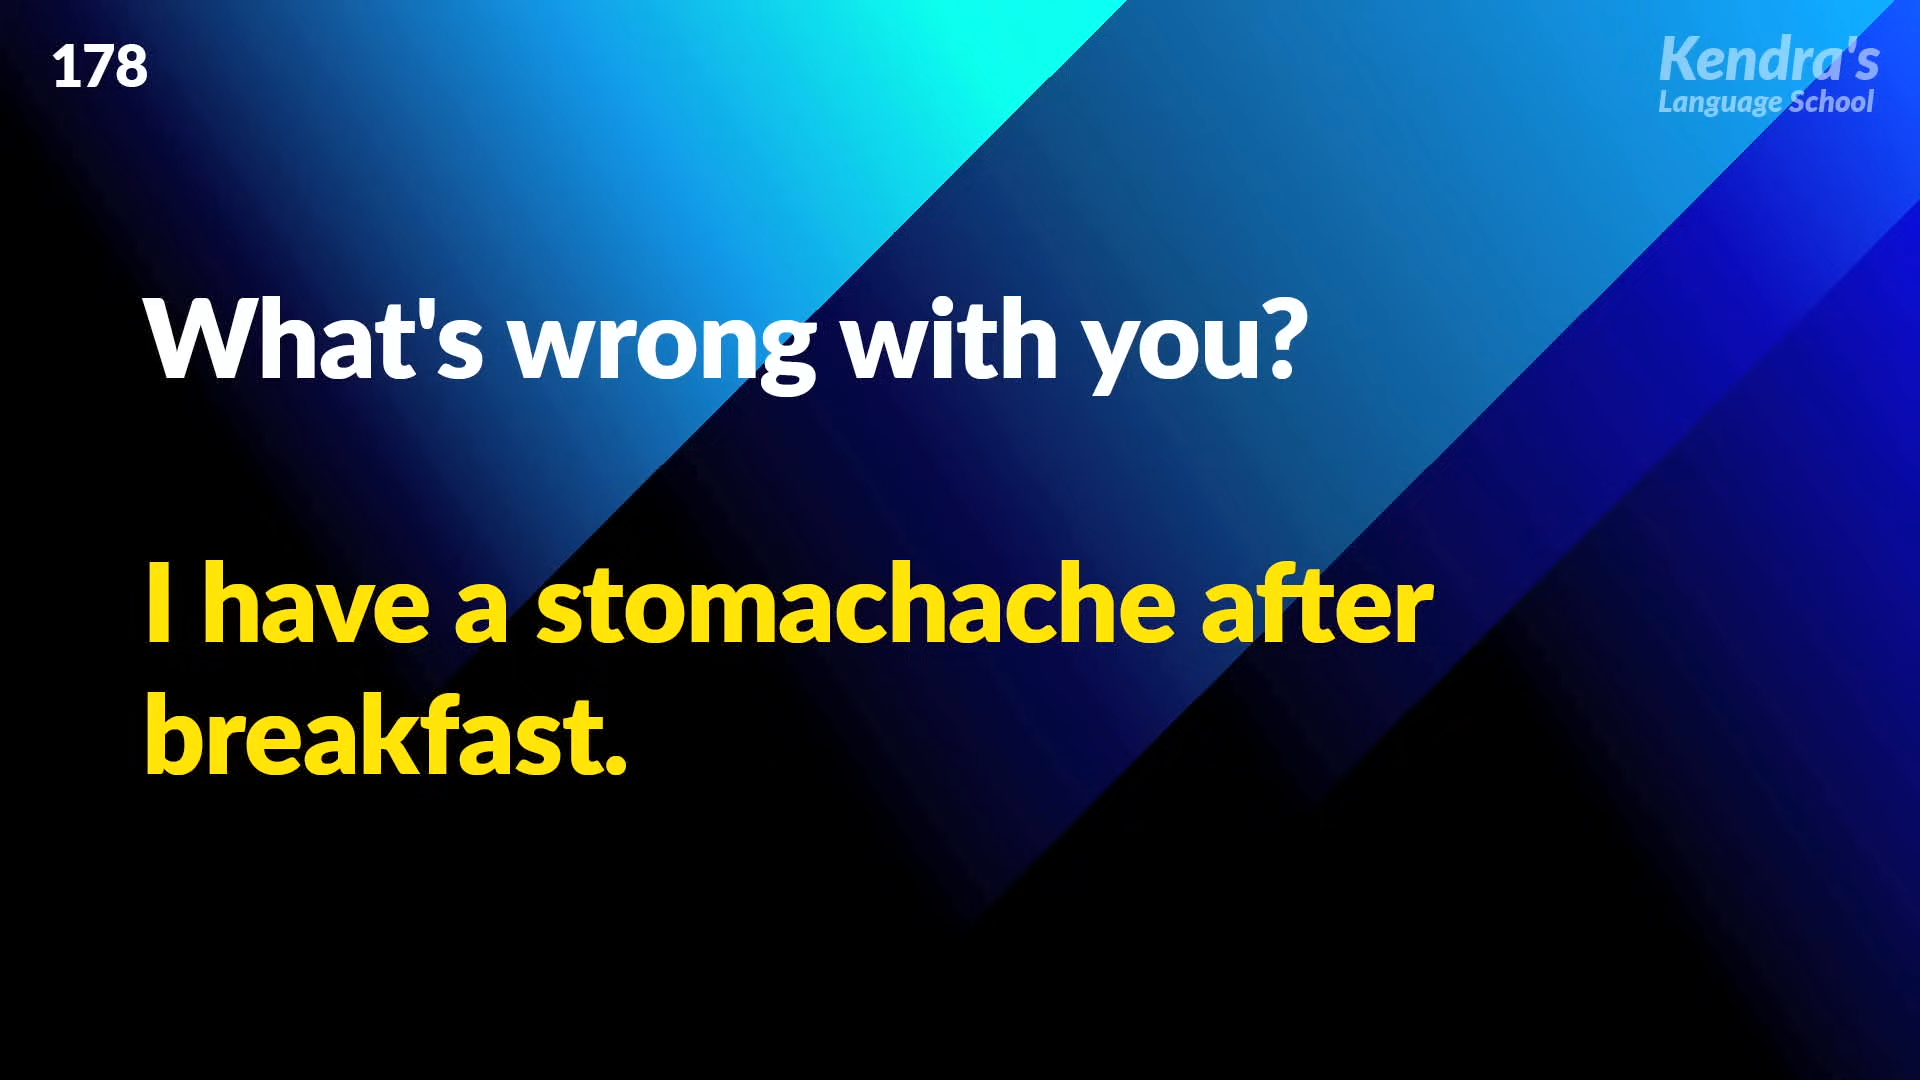 178
Kendra's
Language School
What's wrong with you?
I have a stomachache after
breakfast.